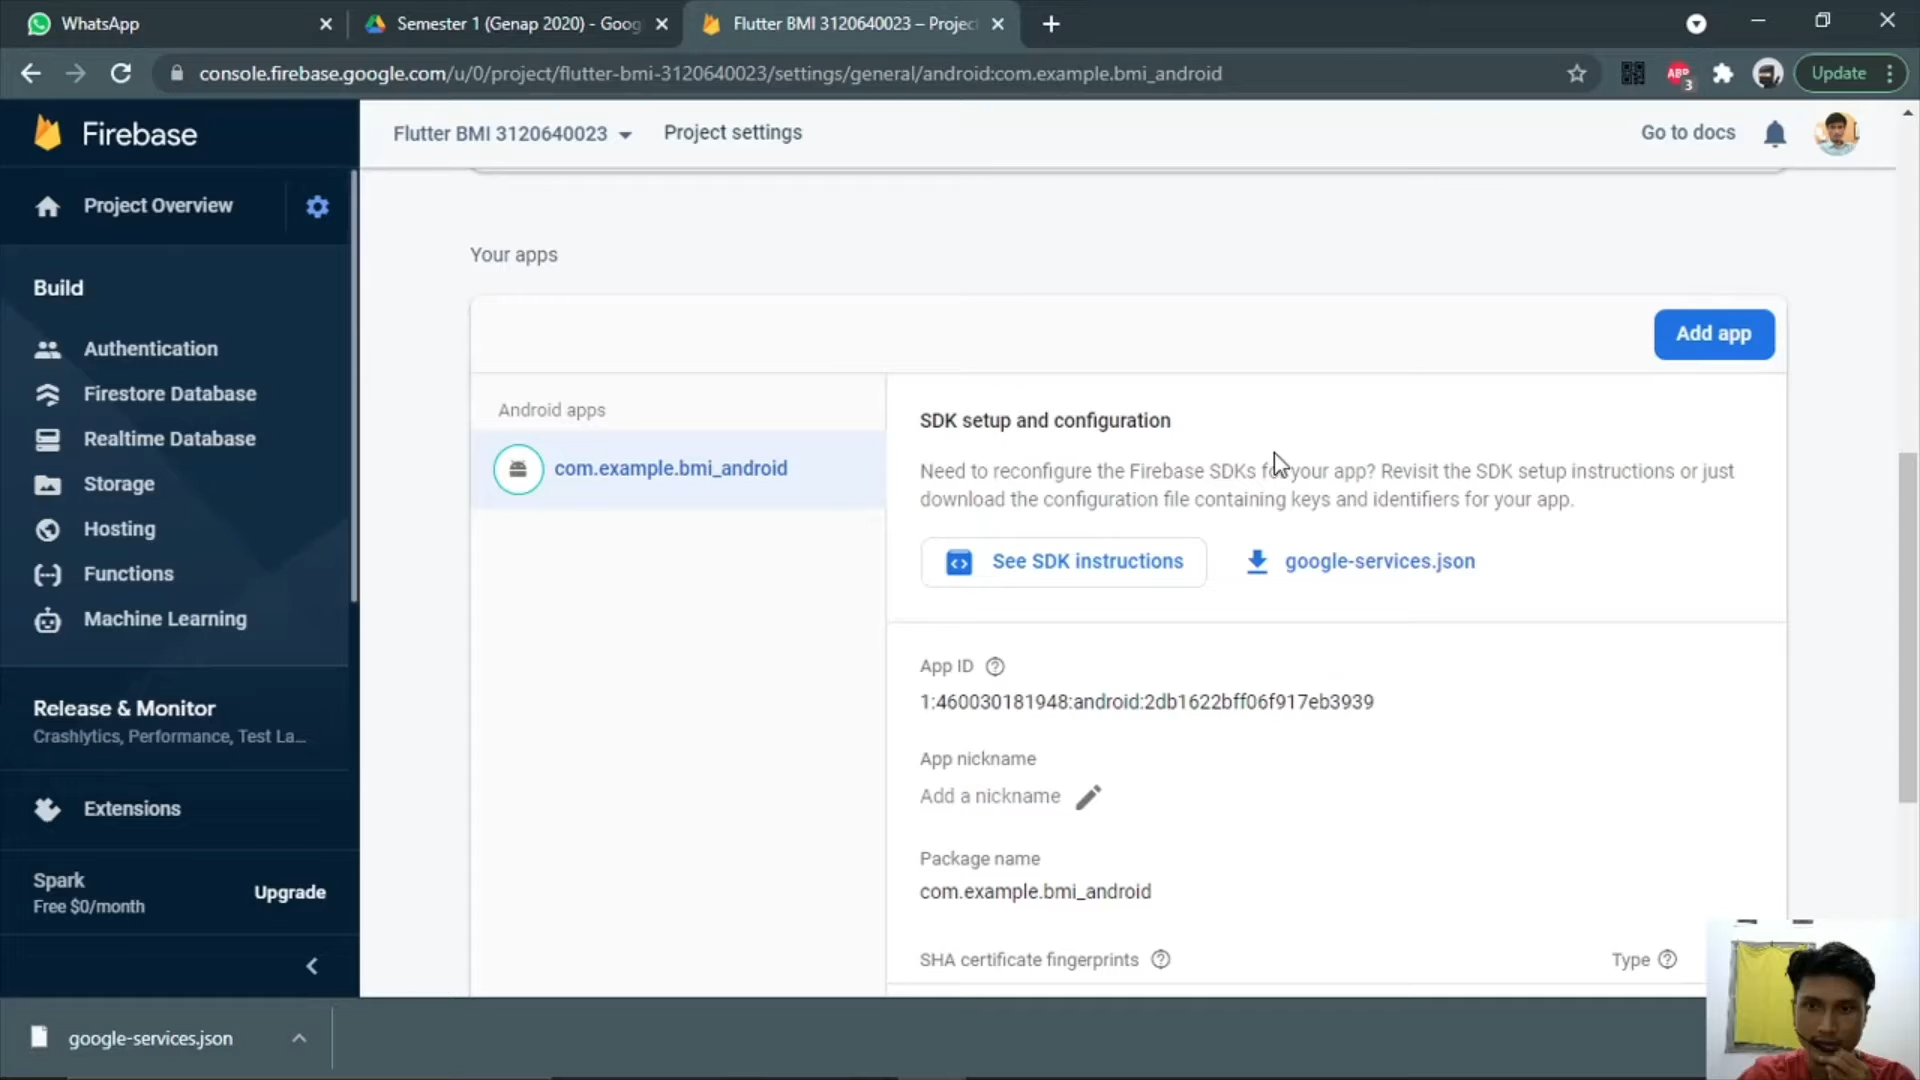 WhatsApp
Semester 1 (Genap 2020) - Goog
Flutter BMI 3120640023 – Projec
console.firebase.google.com/u/0/project/flutter-bmi-3120640023/settings/general/android:com.example.bmi_android
ABP
3
Update
Firebase
Flutter BMI 3120640023
Project settings
Go to docs
Project Overview
Build
Authentication
Firestore Database
Realtime Database
Storage
Hosting
Functions
Machine Learning
Release & Monitor
Crashlytics, Performance, Test La...
Extensions
Spark
Free $0/month
Upgrade
Your apps
Add app
Android apps
com.example.bmi_android
SDK setup and configuration
Need to reconfigure the Firebase SDKs for your app? Revisit the SDK setup instructions or just
download the configuration file containing keys and identifiers for your app.
See SDK instructions
google-services.json
App ID
1:460030181948:android:2db1622bff06f917eb3939
App nickname
Add a nickname
Package name
com.example.bmi_android
SHA certificate fingerprints
Type
google-services.json